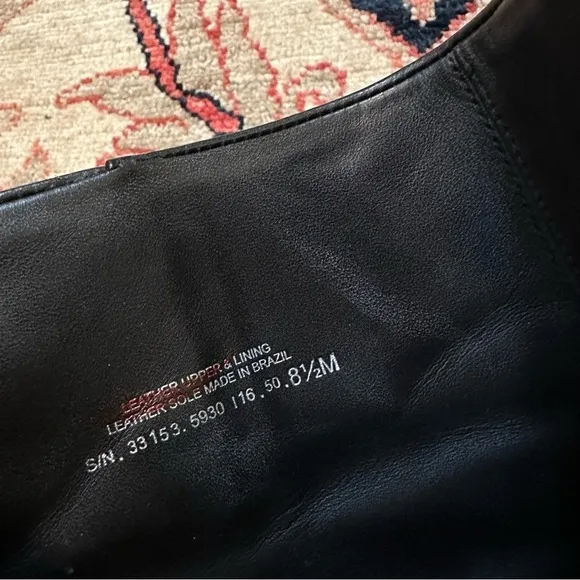 LEATHER UPPER & LINING
LEATHER SOLE MADE IN BRAZIL
S/N. 33153. 5930 I16.50.8½M